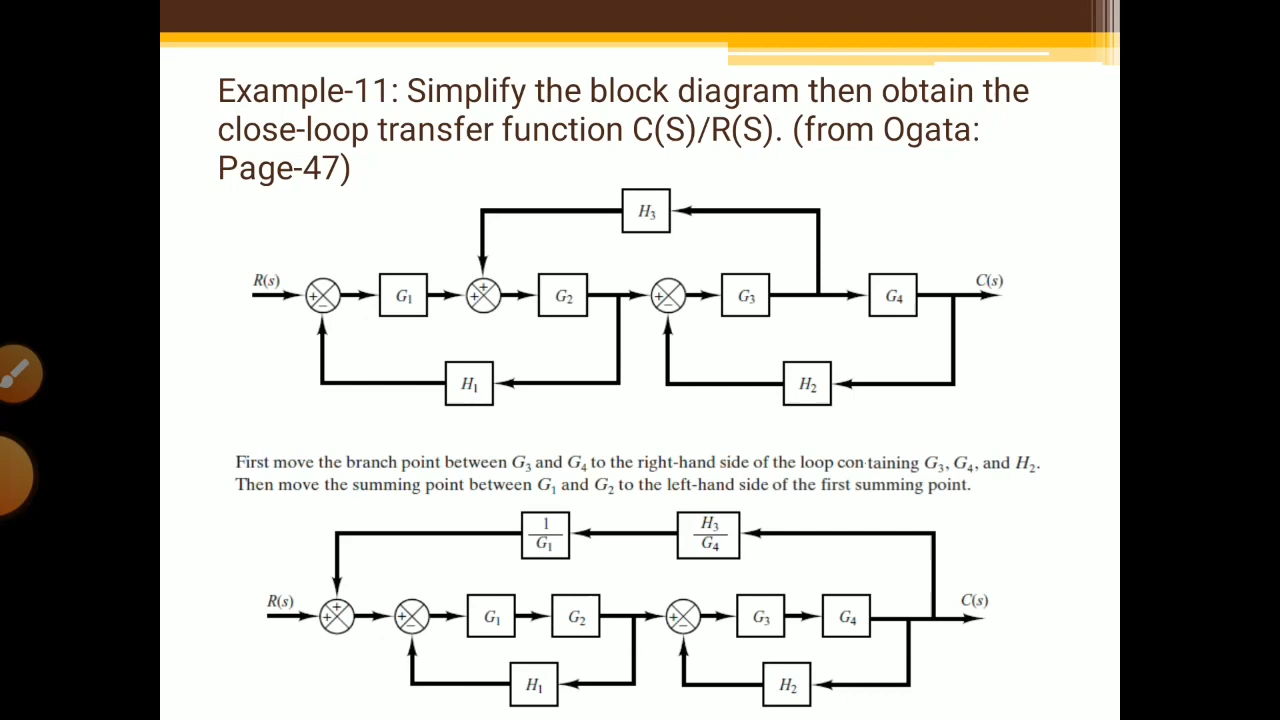 Example-11: Simplify the block diagram then obtain the
close-loop transfer function C(S)/R(S). (from Ogata:
Page-47)
H₃
R(s) + − G₁ + + G₂ + − G₃ G₄ C(s)
H₁ H₂
First move the branch point between G₃ and G₄ to the right-hand side of the loop con·taining G₃, G₄, and H₂.
Then move the summing point between G₁ and G₂ to the left-hand side of the first summing point.
1/G₁ H₃/G₄
R(s) + + + − G₁ G₂ + − G₃ G₄ C(s)
H₁ H₂